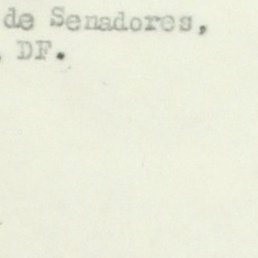 de Senadores,
DF.